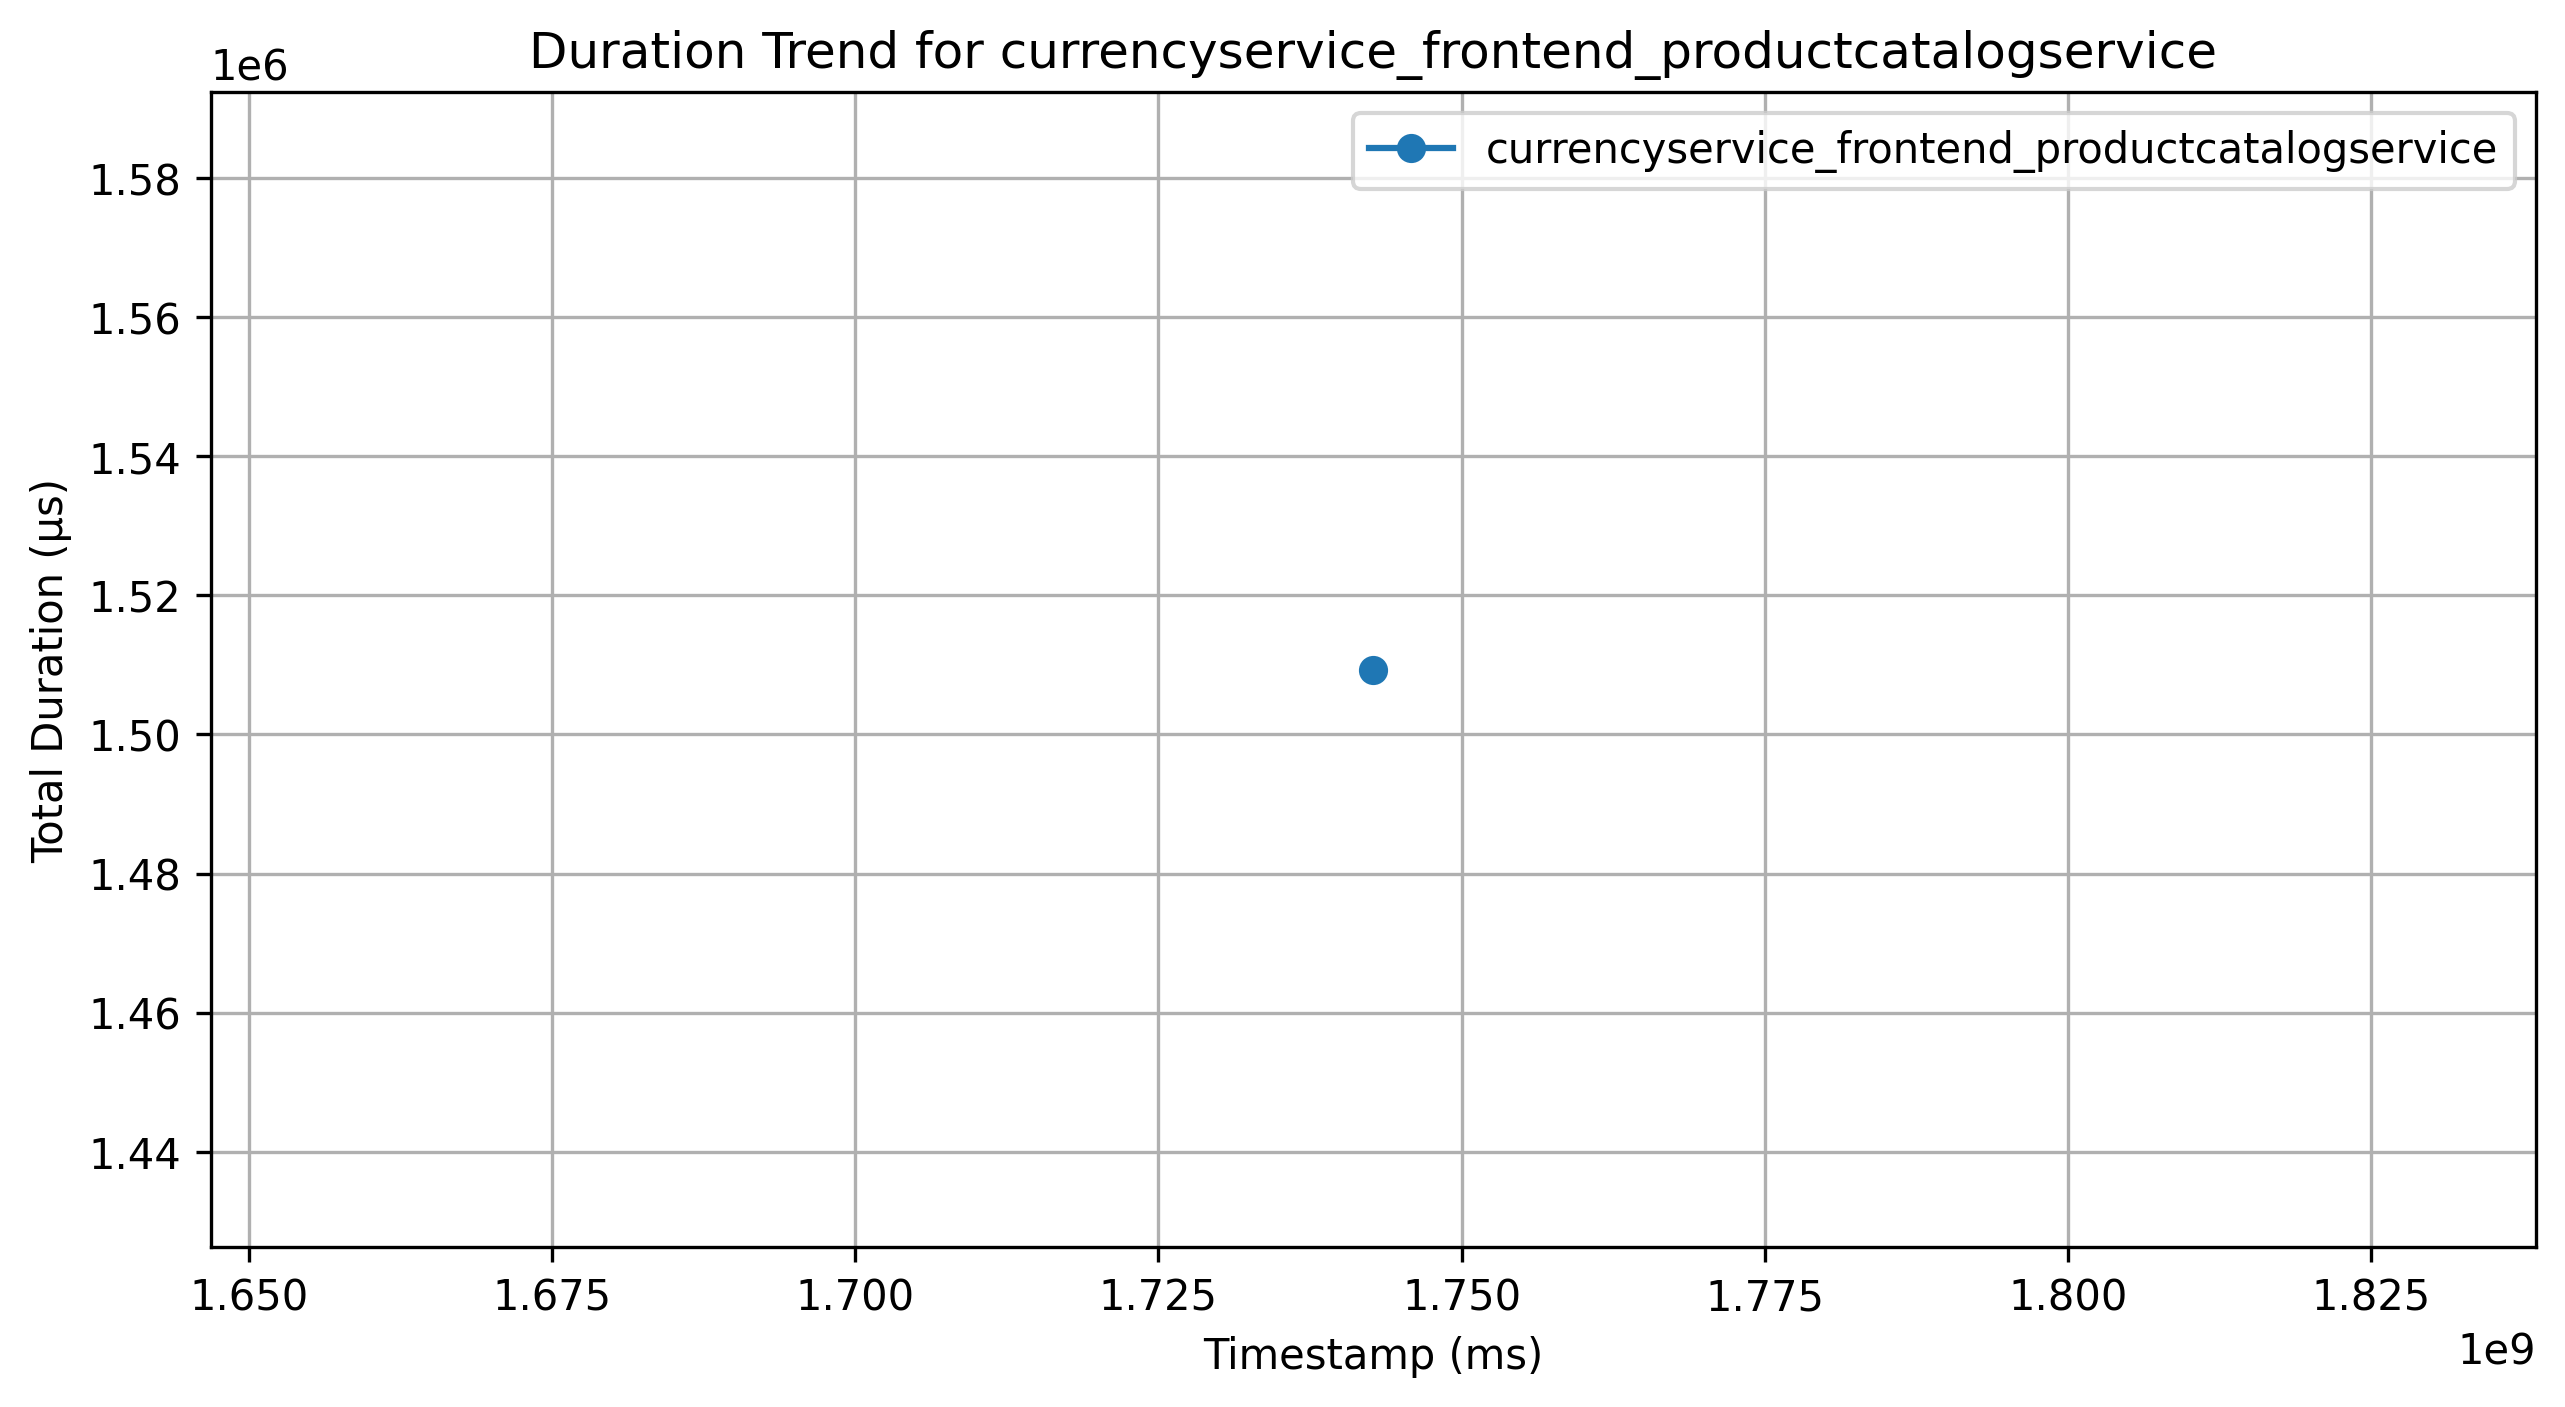 Duration Trend for currencyservice_frontend_productcatalogservice
1e6
currencyservice_frontend_productcatalogservice
1.58
1.56
1.54
1.52
1.50
1.48
1.46
1.44
Total Duration (µs)
1.650 1.675 1.700 1.725 1.750 1.775 1.800 1.825
1e9
Timestamp (ms)